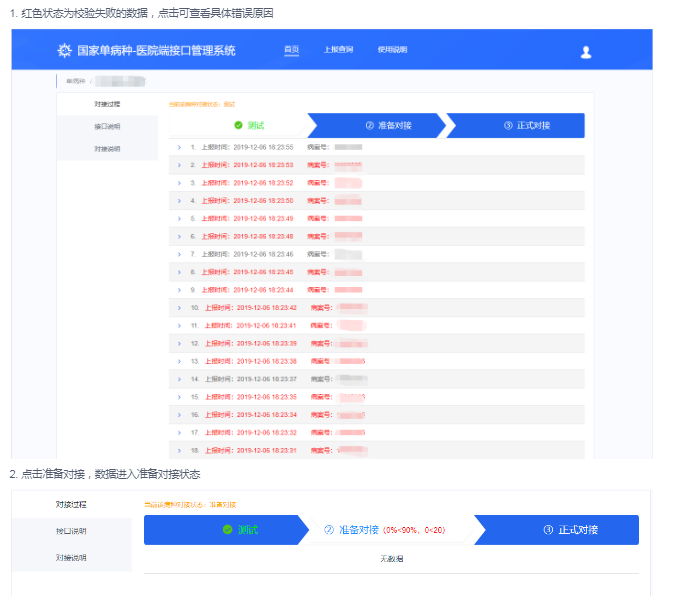 1. 红色状态为校验失败的数据，点击可查看具体错误原因
国家单病种-医院端接口管理系统 首页 上报查询 使用说明
单病种 /
对接过程
接口说明
对接说明
当前该病种对接状态：测试
测试 ② 准备对接 ③ 正式对接
1. 上报时间：2019-12-06 18:23:55 病案号：
2. 上报时间：2019-12-06 18:23:53 病案号：
3. 上报时间：2019-12-06 18:23:52 病案号：
4. 上报时间：2019-12-06 18:23:50 病案号：
5. 上报时间：2019-12-06 18:23:49 病案号：
6. 上报时间：2019-12-06 18:23:48 病案号：
7. 上报时间：2019-12-06 18:23:46 病案号：
8. 上报时间：2019-12-06 18:23:45 病案号：
9. 上报时间：2019-12-06 18:23:44 病案号：
10. 上报时间：2019-12-06 18:23:42 病案号：
11. 上报时间：2019-12-06 18:23:41 病案号：
12. 上报时间：2019-12-06 18:23:39 病案号：
13. 上报时间：2019-12-06 18:23:38 病案号：
14. 上报时间：2019-12-06 18:23:37 病案号：
15. 上报时间：2019-12-06 18:23:35 病案号：
16. 上报时间：2019-12-06 18:23:34 病案号：
17. 上报时间：2019-12-06 18:23:32 病案号：
18. 上报时间：2019-12-06 18:23:31 病案号：
2. 点击准备对接，数据进入准备对接状态
对接过程
接口说明
对接说明
当前该病种对接状态：准备对接
测试 ② 准备对接 (0%<90%，0<20) ③ 正式对接
无数据